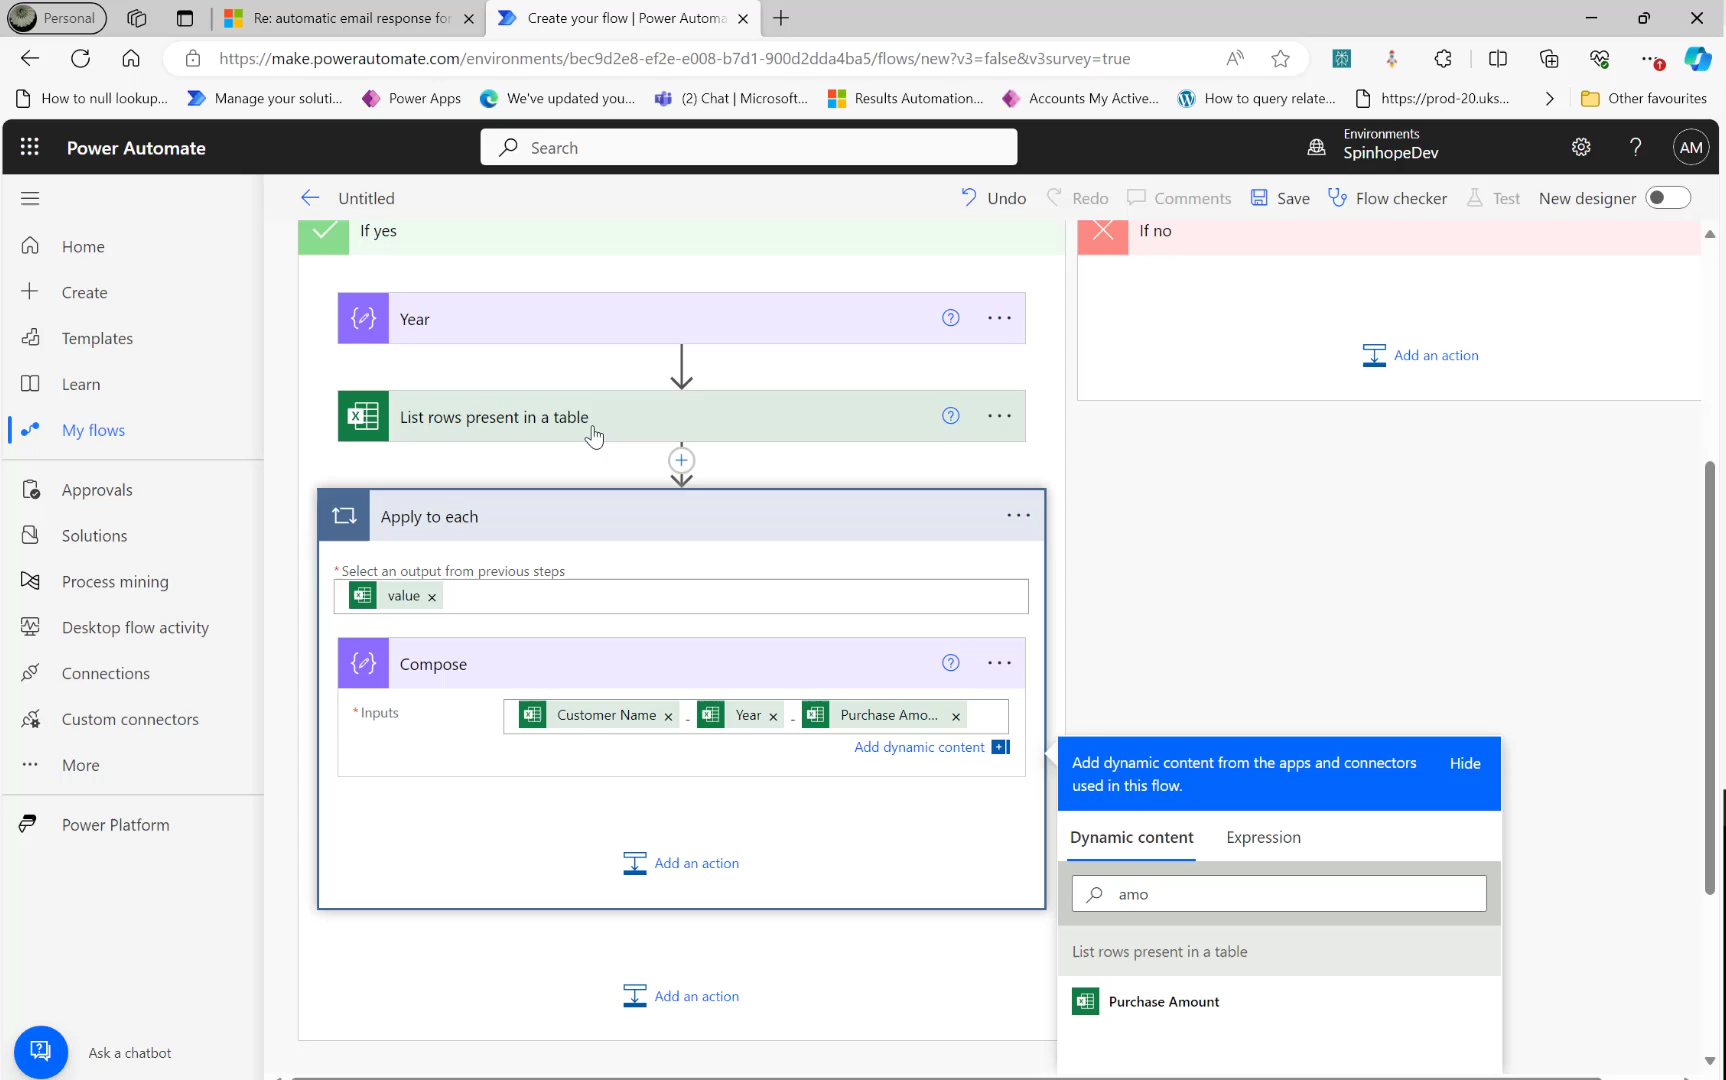 Personal
Re: automatic email response for
Create your flow | Power Automa
https://make.powerautomate.com/environments/bec9d2e8-ef2e-e008-b7d1-900d2dda4ba5/flows/new?v3=false&v3survey=true
How to null lookup...
Manage your soluti...
Power Apps
We've updated you...
(2) Chat | Microsoft...
Results Automation...
Accounts My Active...
How to query relate...
https://prod-20.uks...
Other favourites
Power Automate
Search
Environments
SpinhopeDev
AM
Untitled
Undo
Redo
Comments
Save
Flow checker
Test
New designer
Home
Create
Templates
Learn
My flows
Approvals
Solutions
Process mining
Desktop flow activity
Connections
Custom connectors
More
Power Platform
Ask a chatbot
If yes
Year
List rows present in a table
Apply to each
* Select an output from previous steps
value
Compose
* Inputs
Customer Name - Year - Purchase Amo...
Add dynamic content
Add an action
Add an action
If no
Add an action
Add dynamic content from the apps and connectors
used in this flow.
Hide
Dynamic content
Expression
amo
List rows present in a table
Purchase Amount